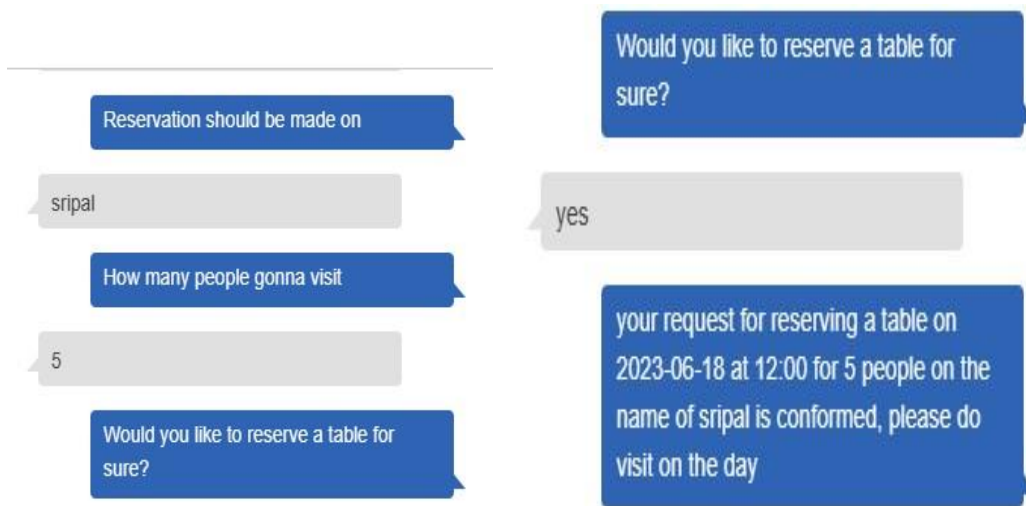 Reservation should be made on
sripal
How many people gonna visit
5
Would you like to reserve a table for
sure?
Would you like to reserve a table for
sure?
yes
your request for reserving a table on
2023-06-18 at 12:00 for 5 people on the
name of sripal is conformed, please do
visit on the day